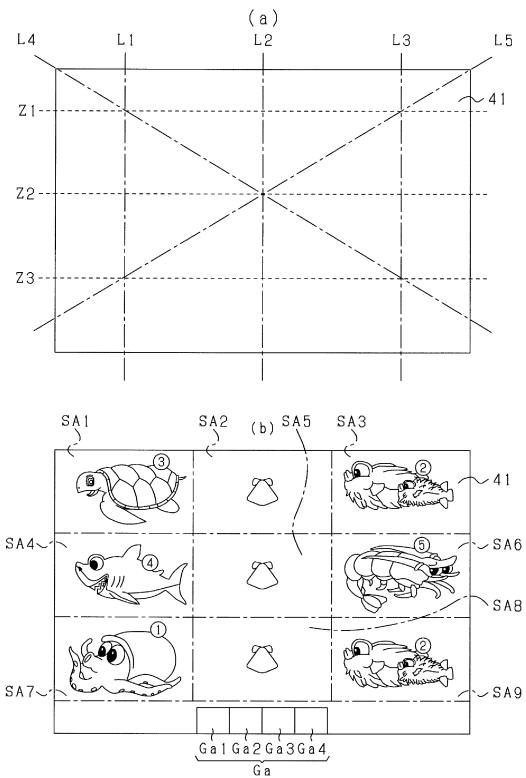 (a)
L4 L1 L2 L3 L5
Z1 41
Z2
Z3
SA1 SA2 (b) SA5 SA3
③ ② 41
SA4 ④ ⑤ SA6
SA8
① ②
SA7 SA9
Ga1 Ga2 Ga3 Ga4
Ga